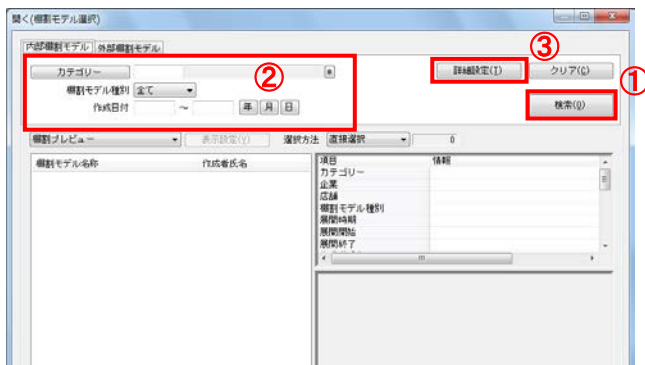 開く(棚割モデル選択)
内部棚割モデル 外部棚割モデル
③
カテゴリー ② * 詳細設定(I) クリア(C)
①
棚割モデル種別 全て
作成日付 ～ 年 月 日 検索(Q)
棚割プレビュー 表示設定(Y) 選択方法 直接選択 0
棚割モデル名称 作成者氏名 項目 情報
カテゴリー
企業
店舗
棚割モデル種別
展開時期
展開開始
展開終了